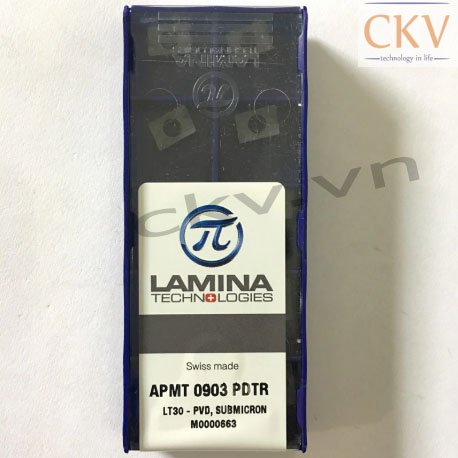 CKV
technology in life
ckv.vn
π
LAMINA
TECHNOLOGIES
Swiss made
APMT 0903 PDTR
LT30 - PVD, SUBMICRON
M0000663